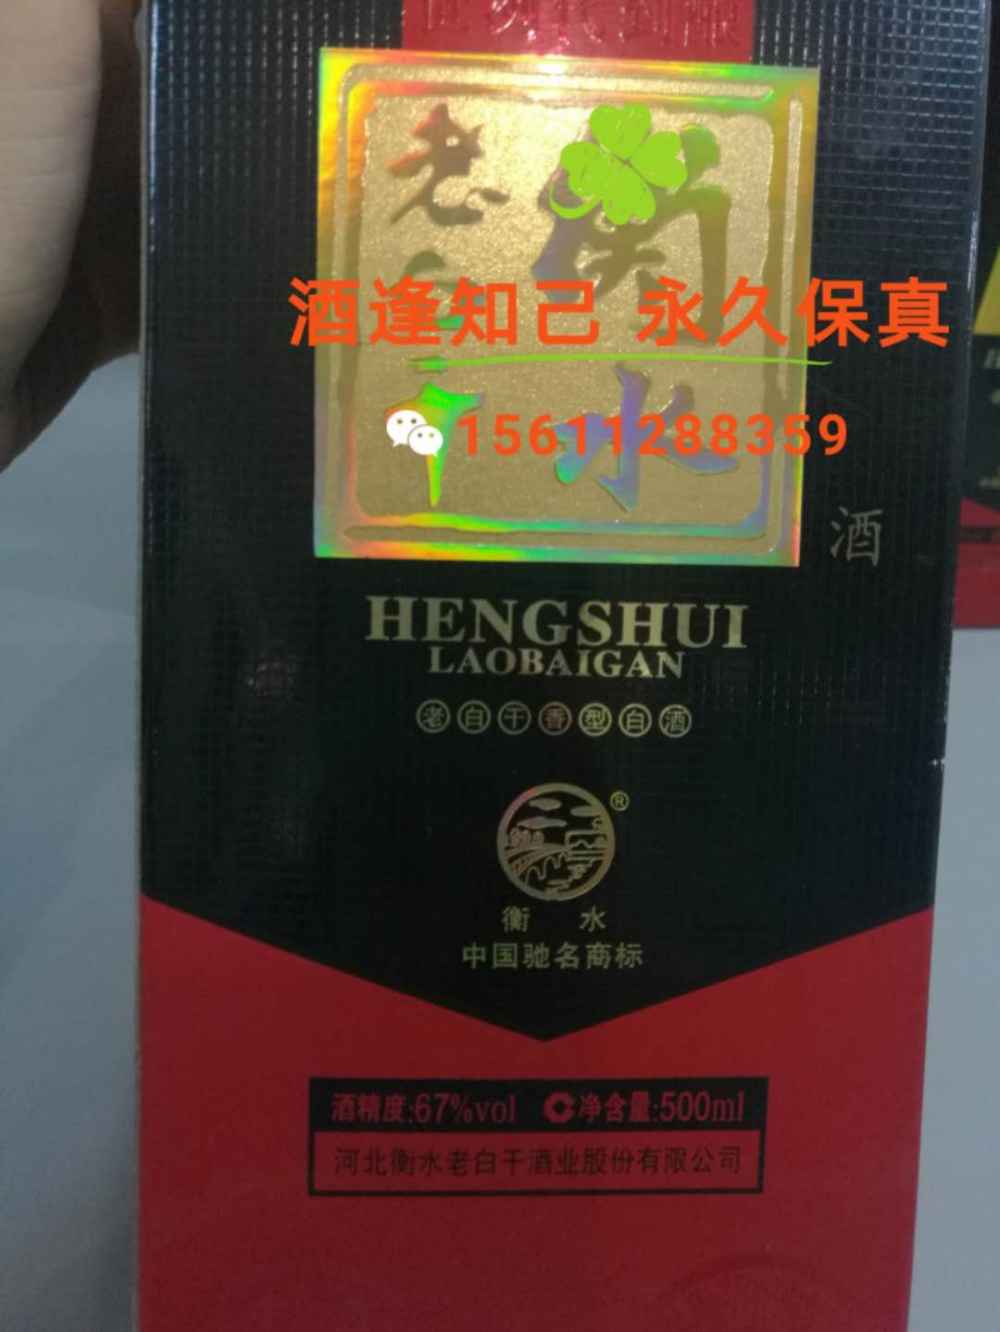 老 衡
酒逢知己 永久保真
干 水
15611288359
酒
HENGSHUI
LAOBAIGAN
老白干香型白酒
®
衡 水
中国驰名商标
酒精度:67%vol 净含量:500ml
河北衡水老白干酒业股份有限公司